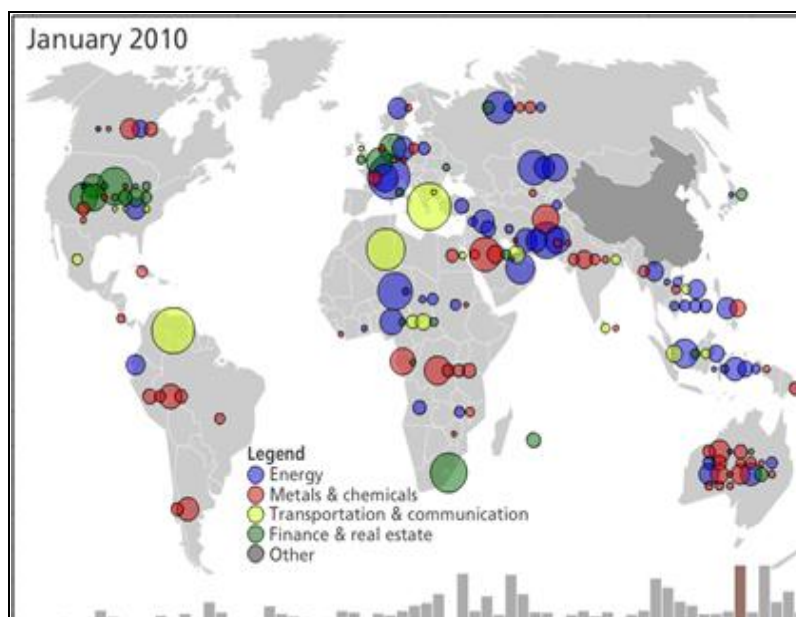 January 2010
Legend
Energy
Metals & chemicals
Transportation & communication
Finance & real estate
Other